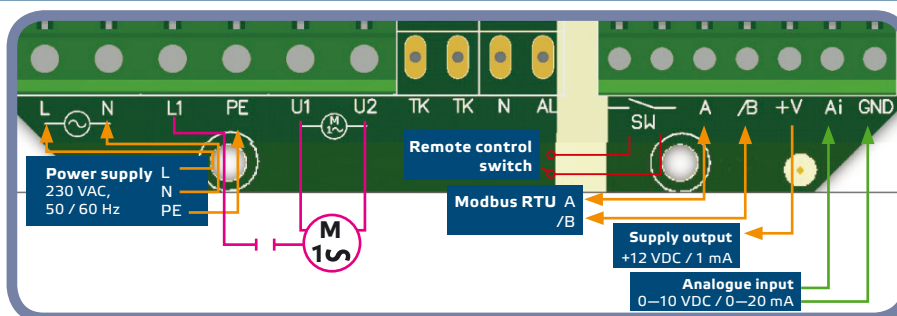 TK TK N AL
L N L1 PE U1 U2 SW A /B +V Ai GND
M
1~
Remote control
switch
Power supply L
230 VAC, N
50 / 60 Hz PE
Modbus RTU A
/B
M
1
Supply output
+12 VDC / 1 mA
Analogue input
0—10 VDC / 0—20 mA